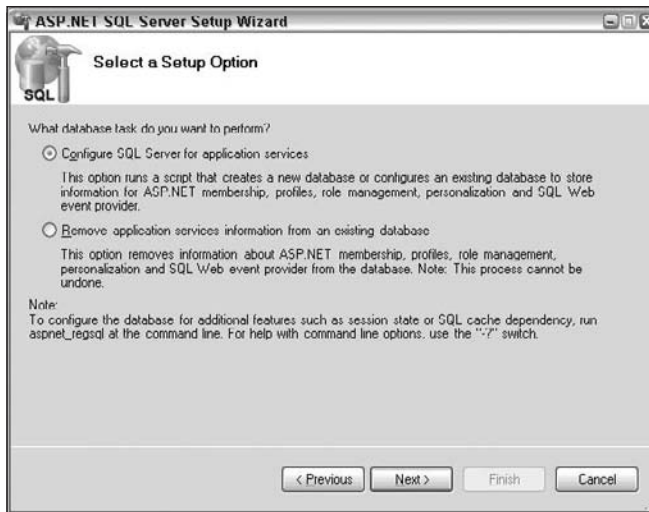 ASP.NET SQL Server Setup Wizard
Select a Setup Option
SQL
What database task do you want to perform?
Configure SQL Server for application services
This option runs a script that creates a new database or configures an existing database to store
information for ASP.NET membership, profiles, role management, personalization and SQL Web
event provider.
Remove application services information from an existing database
This option removes information about ASP.NET membership, profiles, role management,
personalization and SQL Web event provider from the database. Note: This process cannot be
undone.
Note:
To configure the database for additional features such as session state or SQL cache dependency, run
aspnet_regsql at the command line. For help with command line options, use the "-?" switch.
< Previous
Next >
Finish
Cancel